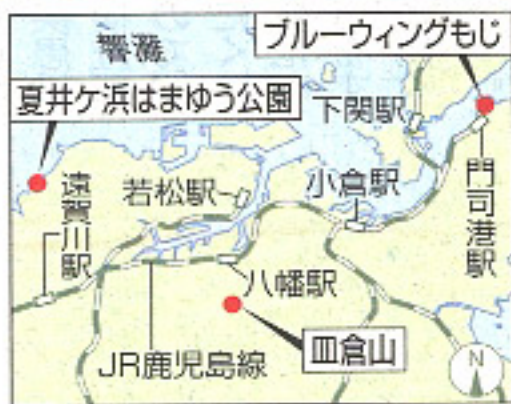 響灘
ブルーウィングもじ
夏井ケ浜はまゆう公園
下関駅
若松駅
小倉駅
遠賀川駅
門司港駅
八幡駅
JR鹿児島線
皿倉山
N